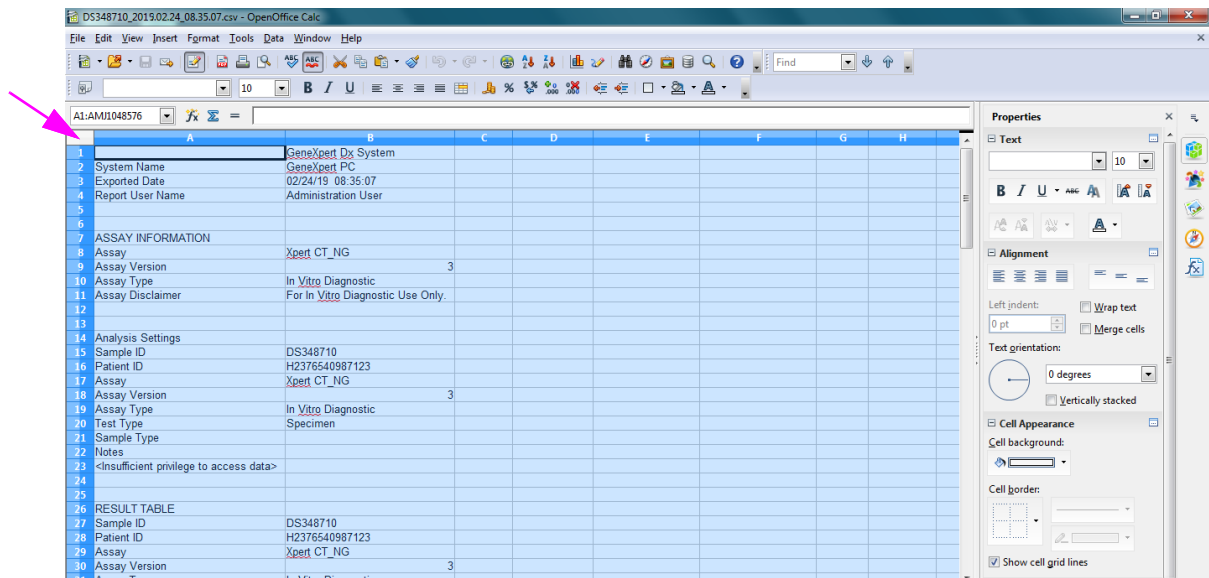 DS348710_2019.02.24_08.35.07.csv - OpenOffice Calc
File Edit View Insert Format Tools Data Window Help
Find
10
A1:AMJ1048576
A B C D E F G H
1 GeneXpert Dx System
2 System Name GeneXpert PC
3 Exported Date 02/24/19 08:35:07
4 Report User Name Administration User
5
6
7 ASSAY INFORMATION
8 Assay Xpert CT_NG
9 Assay Version 3
10 Assay Type In Vitro Diagnostic
11 Assay Disclaimer For In Vitro Diagnostic Use Only.
12
13
14 Analysis Settings
15 Sample ID DS348710
16 Patient ID H2376540987123
17 Assay Xpert CT_NG
18 Assay Version 3
19 Assay Type In Vitro Diagnostic
20 Test Type Specimen
21 Sample Type
22 Notes
23 <Insufficient privilege to access data>
24
25
26 RESULT TABLE
27 Sample ID DS348710
28 Patient ID H2376540987123
29 Assay Xpert CT_NG
30 Assay Version 3
Properties
Text
10
Alignment
Left indent:
Wrap text
0 pt
Merge cells
Text orientation:
0 degrees
Vertically stacked
Cell Appearance
Cell background:
Cell border:
Show cell grid lines